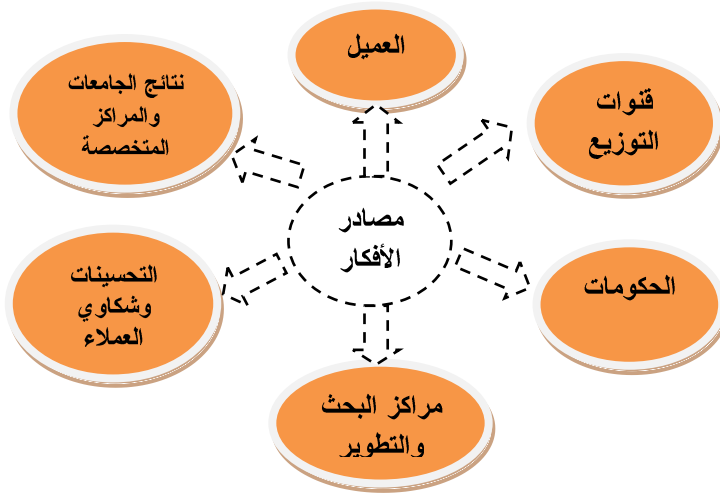 العميل
قنوات
التوزيع
نتائج الجامعات
والمراكز
المتخصصة
مصادر
الأفكار
الحكومات
التحسينات
وشكاوي
العملاء
مراكز البحث
والتطوير